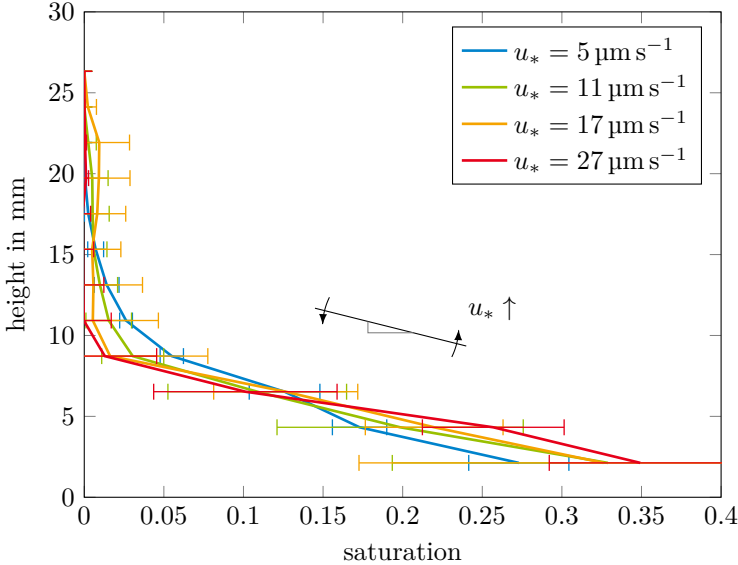 30
25
20
15
10
5
0
height in mm
0
0.05
0.1
0.15
0.2
0.25
0.3
0.35
0.4
saturation
u* = 5 µm s⁻¹
u* = 11 µm s⁻¹
u* = 17 µm s⁻¹
u* = 27 µm s⁻¹
u* ↑